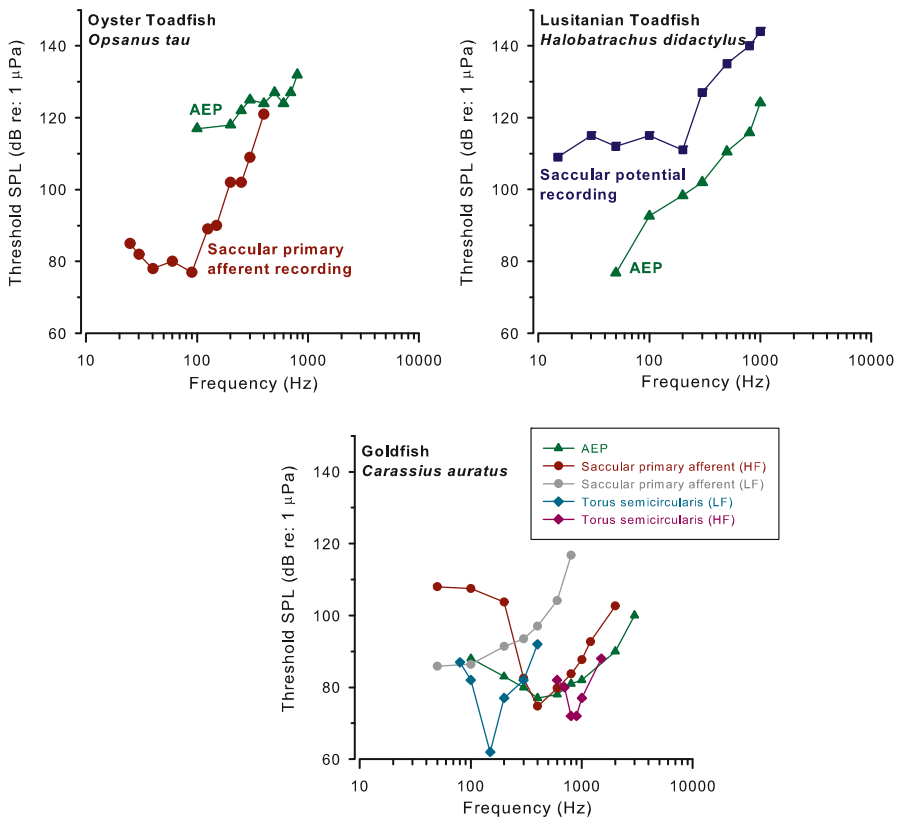 Oyster Toadfish
Opsanus tau
140
120
100
80
60
10
100
1000
10000
Threshold SPL (dB re: 1 μPa)
Frequency (Hz)
AEP
Saccular primary
afferent recording
Lusitanian Toadfish
Halobatrachus didactylus
140
120
100
80
60
10
100
1000
10000
Threshold SPL (dB re: 1 μPa)
Frequency (Hz)
Saccular potential
recording
AEP
Goldfish
Carassius auratus
140
120
100
80
60
10
100
1000
10000
Threshold SPL (dB re: 1 μPa)
Frequency (Hz)
AEP
Saccular primary afferent (HF)
Saccular primary afferent (LF)
Torus semicircularis (LF)
Torus semicircularis (HF)